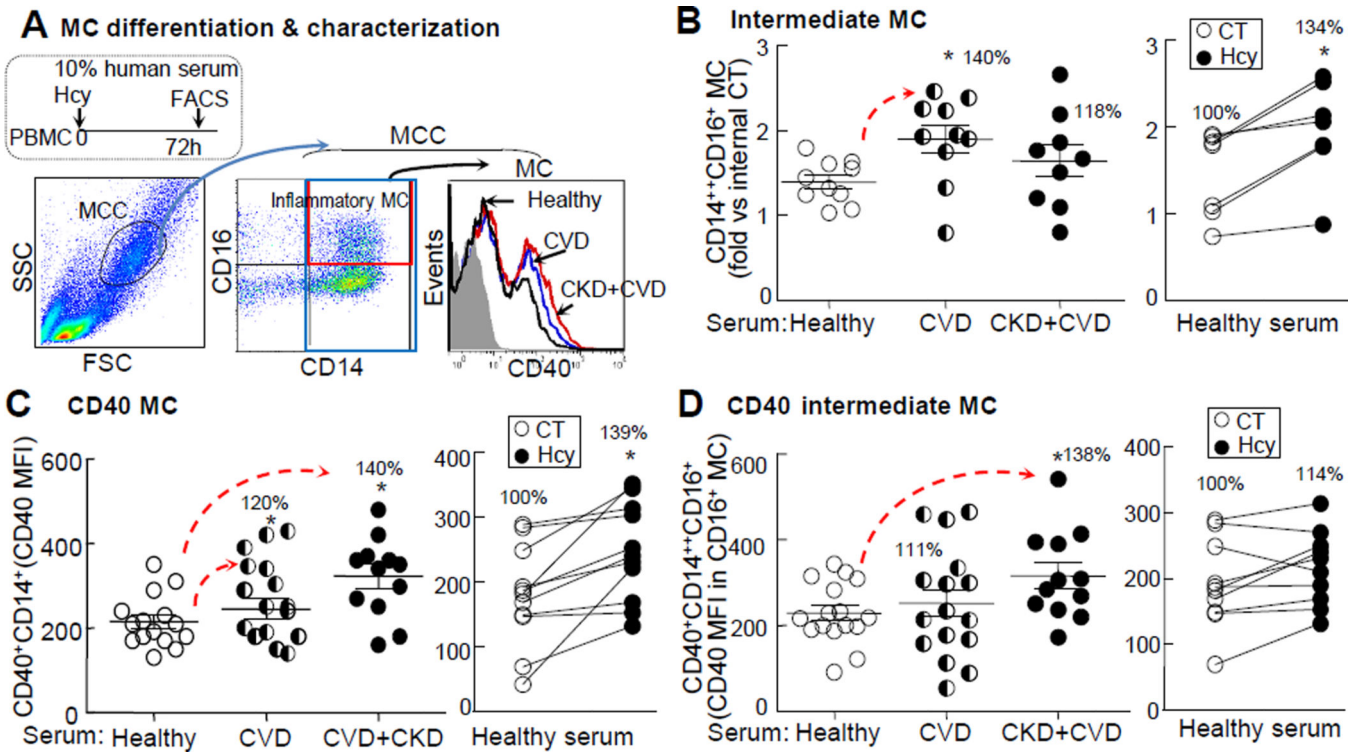 A MC differentiation & characterization
10% human serum
Hcy FACS
PBMC 0 72h
MCC
MCC
SSC
FSC
Inflammatory MC
CD16
CD14
MC
Healthy
CVD
CKD+CVD
Events
10⁰ 10¹ 10² 10³ 10⁴
CD40
B Intermediate MC
CD14⁺⁺CD16⁺ MC
(fold vs internal CT)
3
2
1
0
* 140%
118%
Serum: Healthy CVD CKD+CVD
CT
Hcy
134%
*
100%
3
2
1
0
Healthy serum
C CD40 MC
CD40⁺CD14⁺(CD40 MFI)
600
400
200
0
120%
*
140%
*
Serum: Healthy CVD CVD+CKD
CT
Hcy
139%
*
100%
400
300
200
100
0
Healthy serum
D CD40 intermediate MC
CD40⁺CD14⁺⁺CD16⁺
(CD40 MFI in CD16⁺ MC)
600
400
200
0
111%
*138%
Serum: Healthy CVD CKD+CVD
CT
Hcy
100%
114%
400
300
200
100
0
Healthy serum